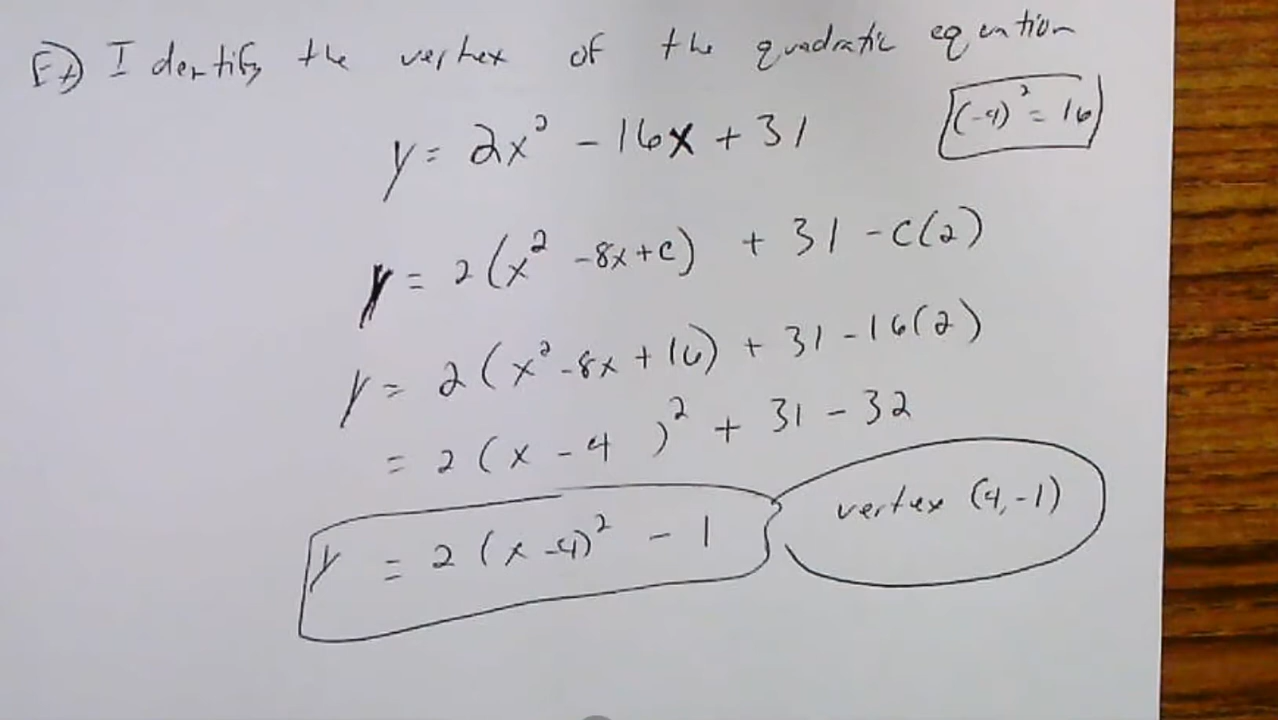 Ex) Identify the vertex of the quadratic equation
y = 2x² - 16x + 31
(-4)² = 16
y = 2(x² - 8x + c) + 31 - c(2)
y = 2(x² - 8x + 16) + 31 - 16(2)
= 2(x - 4 )² + 31 - 32
vertex (4, -1)
y = 2(x - 4)² - 1